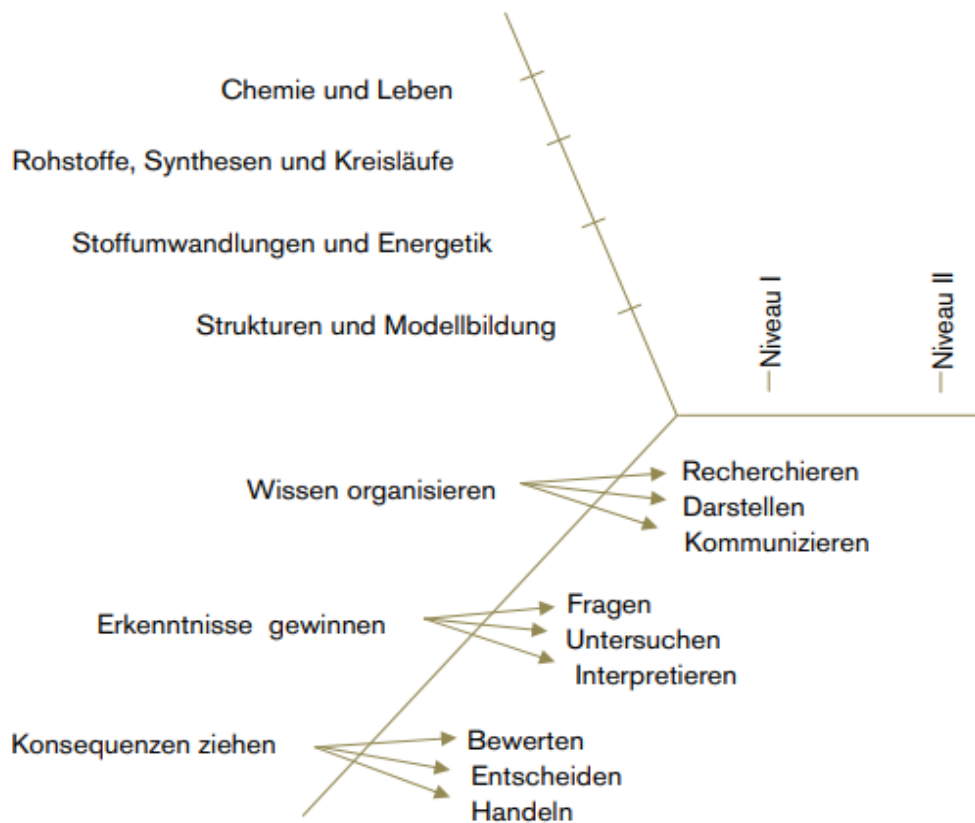 Chemie und Leben
Rohstoffe, Synthesen und Kreisläufe
Stoffumwandlungen und Energetik
Strukturen und Modellbildung
Niveau I
Niveau II
Wissen organisieren
Recherchieren
Darstellen
Kommunizieren
Erkenntnisse gewinnen
Fragen
Untersuchen
Interpretieren
Konsequenzen ziehen
Bewerten
Entscheiden
Handeln